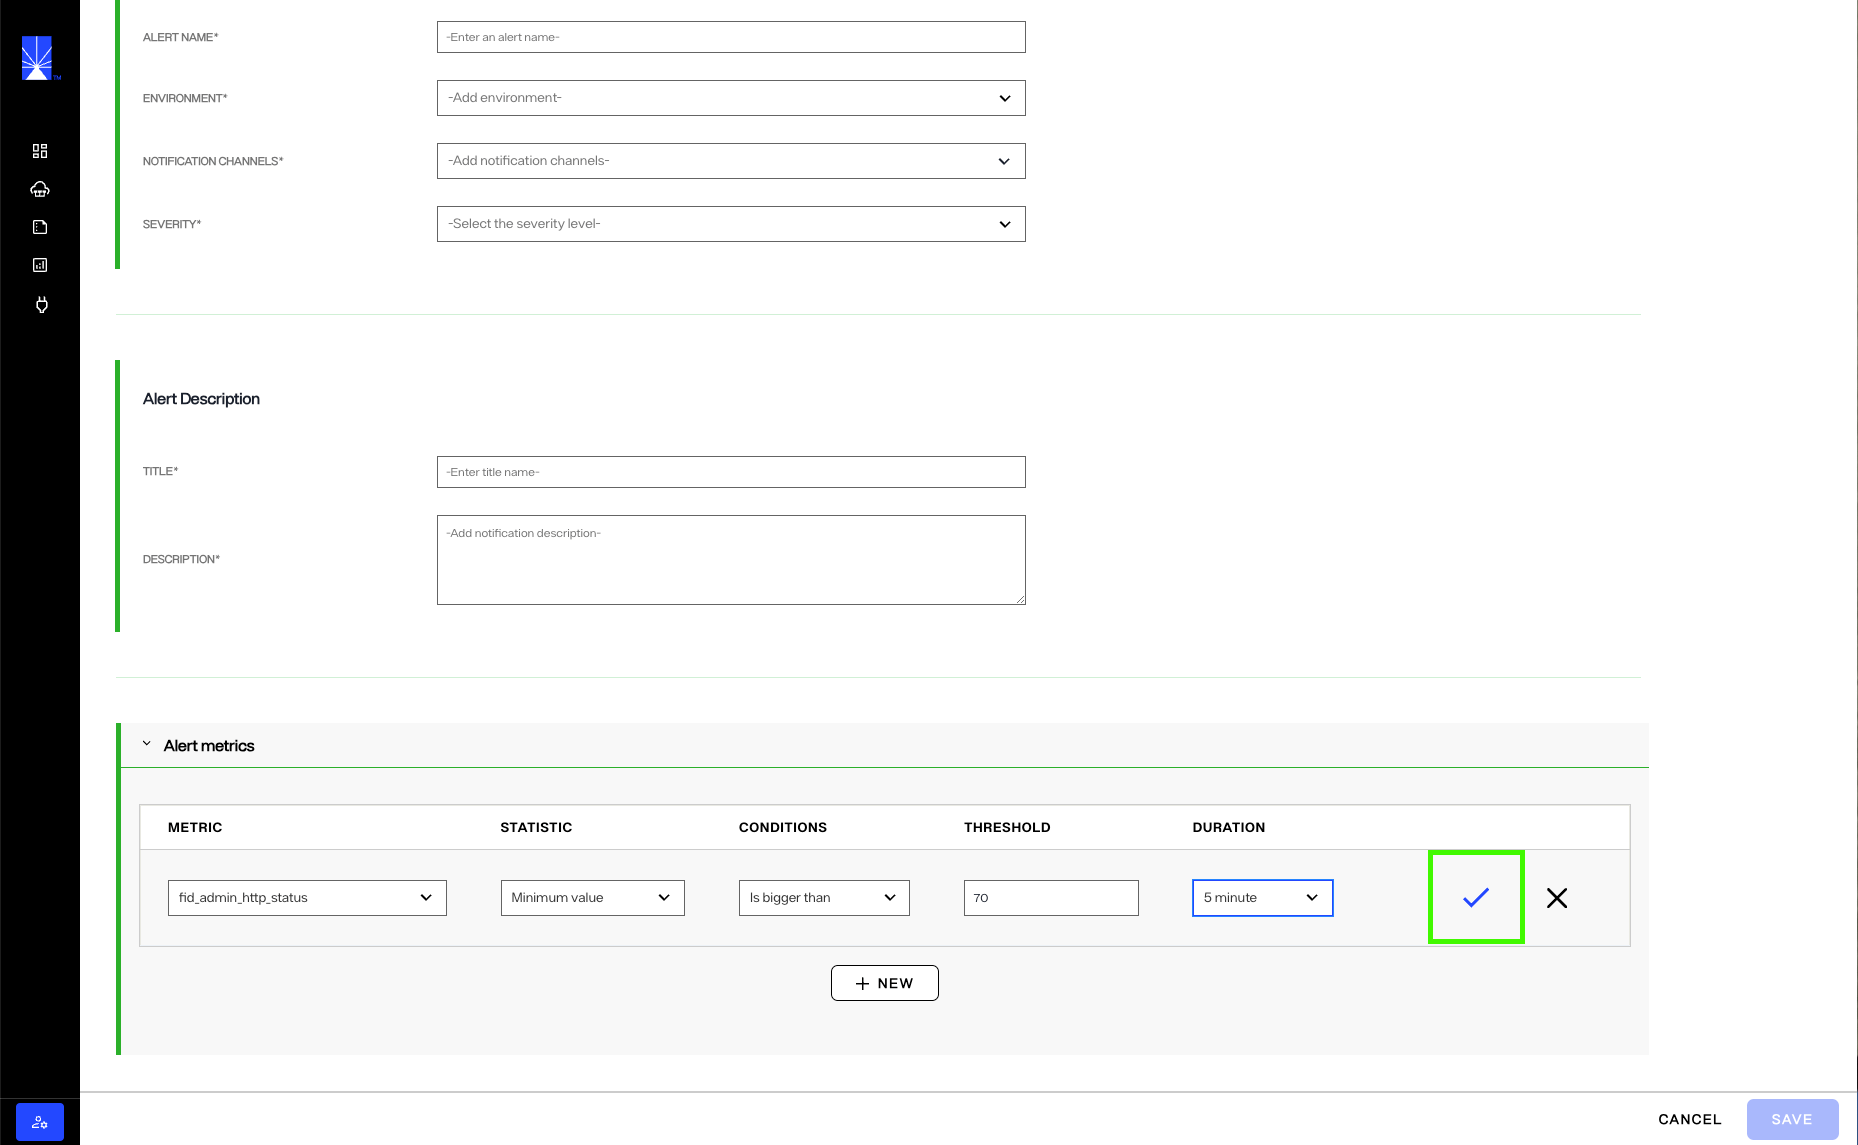 TM
ALERT NAME*
-Enter an alert name-
ENVIRONMENT*
-Add environment-
NOTIFICATION CHANNELS*
-Add notification channels-
SEVERITY*
-Select the severity level-
Alert Description
TITLE*
-Enter title name-
DESCRIPTION*
-Add notification description-
Alert metrics
METRIC STATISTIC CONDITIONS THRESHOLD DURATION
fid_admin_http_status Minimum value Is bigger than 70 5 minute
+ NEW
CANCEL SAVE